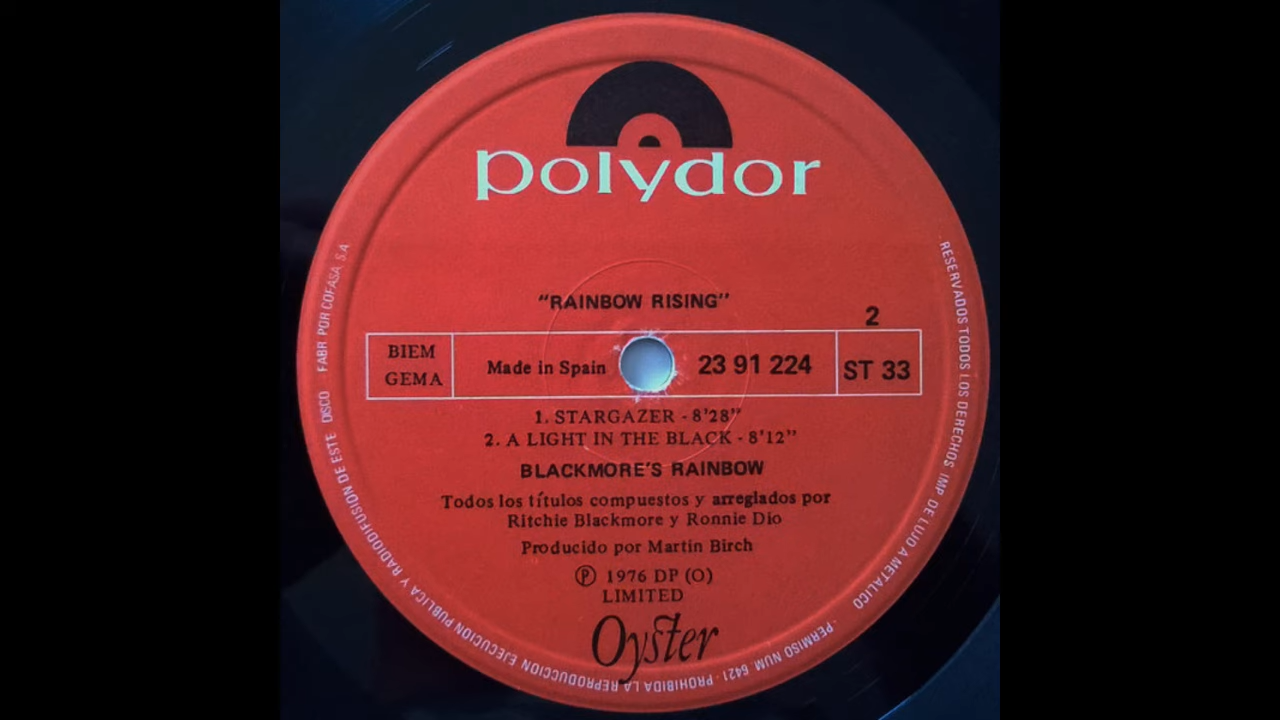 polydor
"RAINBOW RISING"
2
BIEM
GEMA
Made in Spain
23 91 224
ST 33
1. STARGAZER - 8'28"
2. A LIGHT IN THE BLACK - 8'12"
BLACKMORE'S RAINBOW
Todos los títulos compuestos y arreglados por
Ritchie Blackmore y Ronnie Dio
Producido por Martin Birch
Ⓟ 1976 DP (O)
LIMITED
Oyster
FABR POR COFASA S.A. RESERVADOS TODOS LOS DERECHOS IMP DE LUJO A METALICO · PERMISO NUM 6421 · PROHIBIDA LA REPRODUCCION EJECUCION PUBLICA Y RADIODIFUSION DE ESTE DISCO